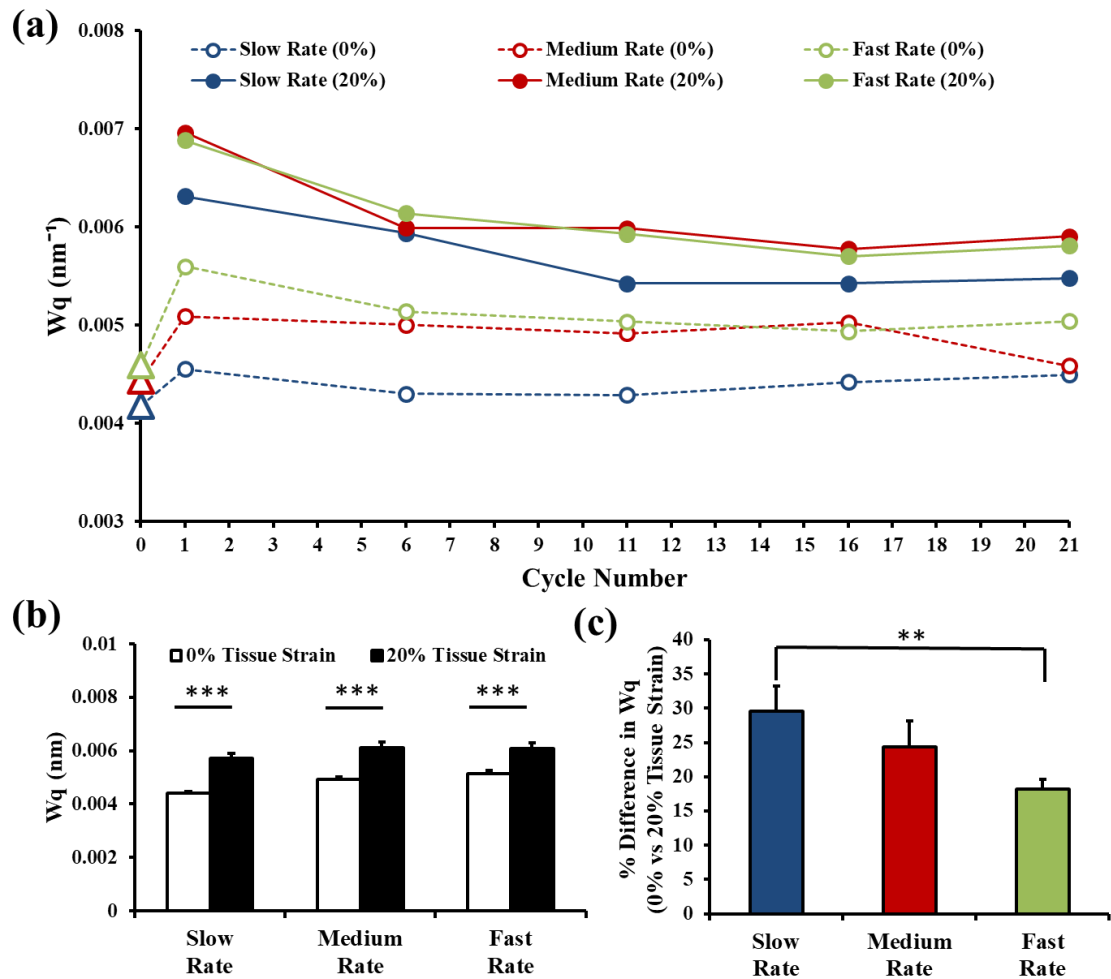 (a)
Slow Rate (0%) Medium Rate (0%) Fast Rate (0%)
Slow Rate (20%) Medium Rate (20%) Fast Rate (20%)
Wq (nm⁻¹)
0.008
0.007
0.006
0.005
0.004
0.003
0 1 2 3 4 5 6 7 8 9 10 11 12 13 14 15 16 17 18 19 20 21
Cycle Number
(b)
Wq (nm)
0.01
0.008
0.006
0.004
0.002
0
0% Tissue Strain 20% Tissue Strain
*** *** ***
Slow Medium Fast
Rate Rate Rate
(c)
% Difference in Wq
(0% vs 20% Tissue Strain)
40
35
30
25
20
15
10
5
0
**
Slow Medium Fast
Rate Rate Rate